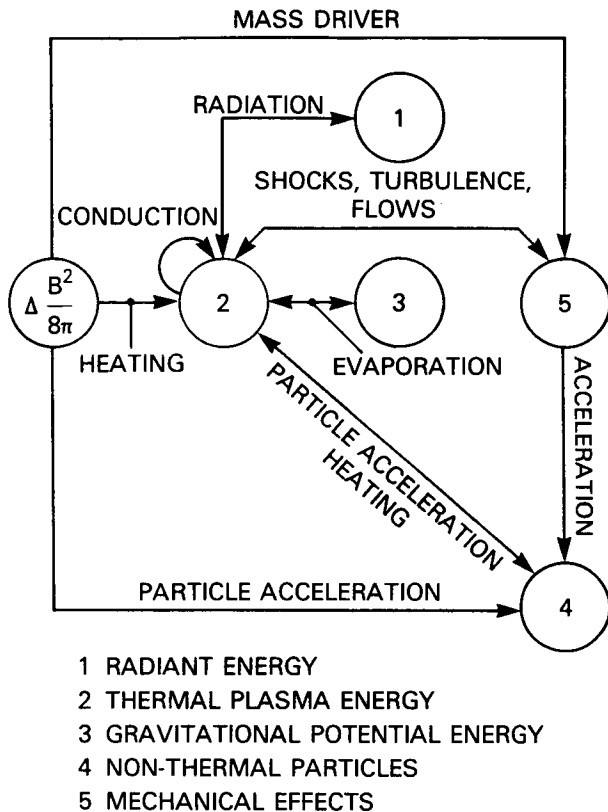 MASS DRIVER
RADIATION
1
SHOCKS, TURBULENCE,
FLOWS
CONDUCTION
Δ B²/8π
2
3
5
HEATING
EVAPORATION
PARTICLE ACCELERATION
HEATING
ACCELERATION
PARTICLE ACCELERATION
4
1 RADIANT ENERGY
2 THERMAL PLASMA ENERGY
3 GRAVITATIONAL POTENTIAL ENERGY
4 NON-THERMAL PARTICLES
5 MECHANICAL EFFECTS